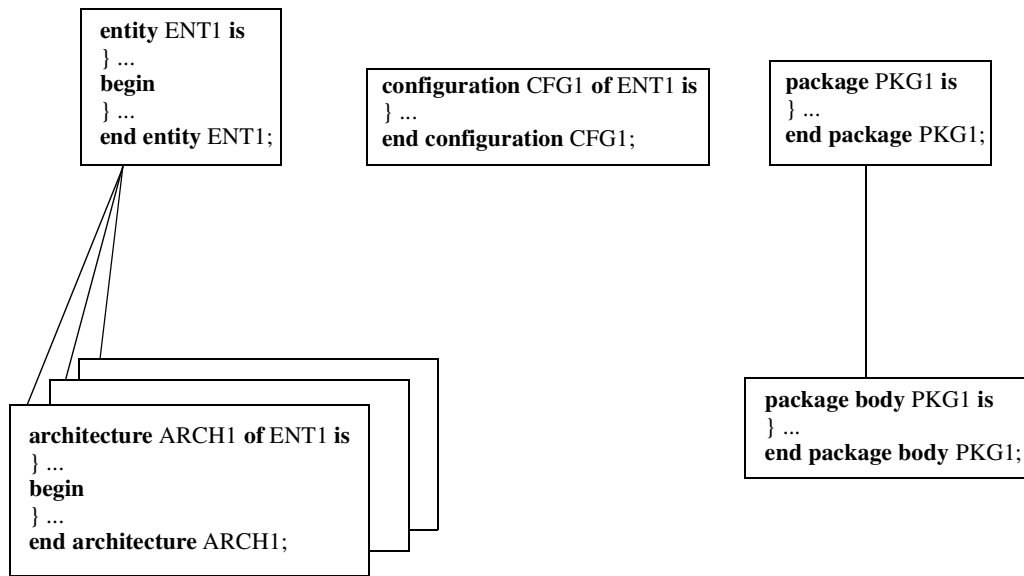 entity ENT1 is
} ...
begin
} ...
end entity ENT1;
configuration CFG1 of ENT1 is
} ...
end configuration CFG1;
package PKG1 is
} ...
end package PKG1;
architecture ARCH1 of ENT1 is
} ...
begin
} ...
end architecture ARCH1;
package body PKG1 is
} ...
end package body PKG1;